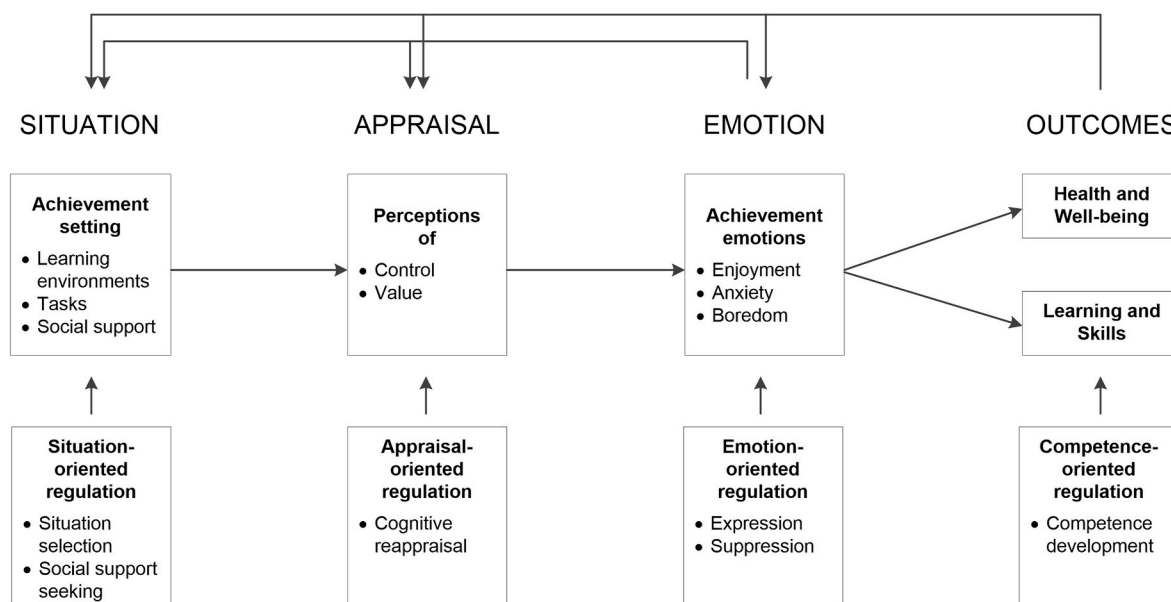 SITUATION
APPRAISAL
EMOTION
OUTCOMES
Achievement
setting
• Learning
environments
• Tasks
• Social support
Perceptions
of
• Control
• Value
Achievement
emotions
• Enjoyment
• Anxiety
• Boredom
Health and
Well-being
Learning and
Skills
Situation-
oriented
regulation
• Situation
selection
• Social support
seeking
Appraisal-
oriented
regulation
• Cognitive
reappraisal
Emotion-
oriented
regulation
• Expression
• Suppression
Competence-
oriented
regulation
• Competence
development